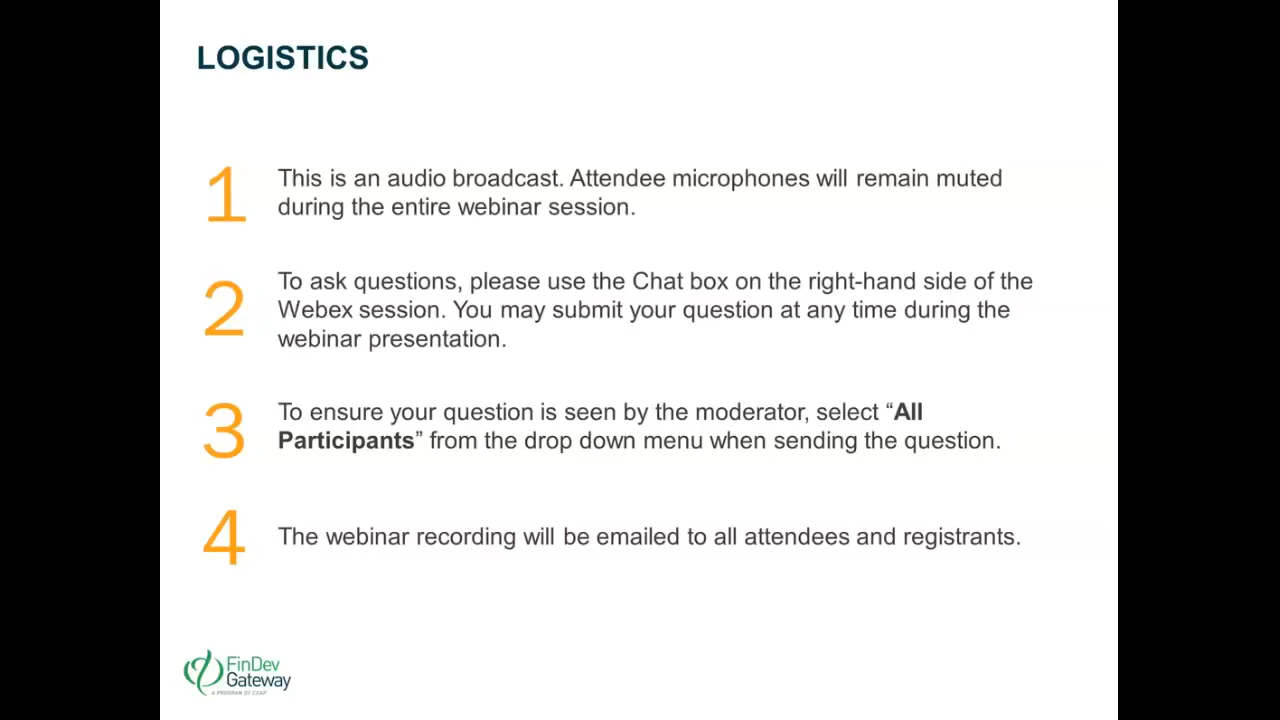 LOGISTICS
1
This is an audio broadcast. Attendee microphones will remain muted
during the entire webinar session.
2
To ask questions, please use the Chat box on the right-hand side of the
Webex session. You may submit your question at any time during the
webinar presentation.
3
To ensure your question is seen by the moderator, select “All
Participants” from the drop down menu when sending the question.
4
The webinar recording will be emailed to all attendees and registrants.
FinDev
Gateway
A PROGRAM OF CGAP